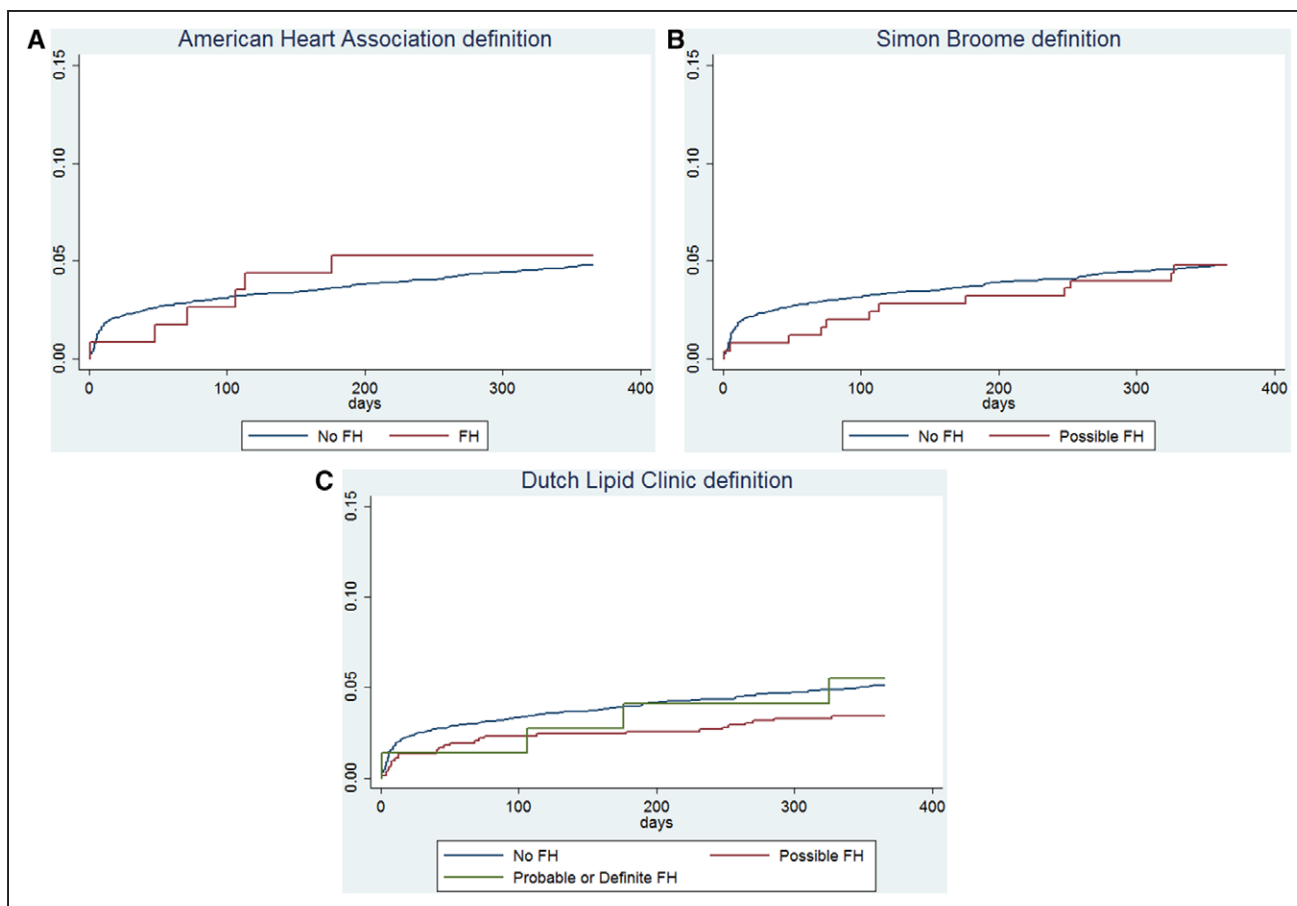 A
American Heart Association definition
0.15
0.10
0.05
0.00
0 100 200 300 400
days
No FH FH
B
Simon Broome definition
0.15
0.10
0.05
0.00
0 100 200 300 400
days
No FH Possible FH
C
Dutch Lipid Clinic definition
0.15
0.10
0.05
0.00
0 100 200 300 400
days
No FH Possible FH
Probable or Definite FH